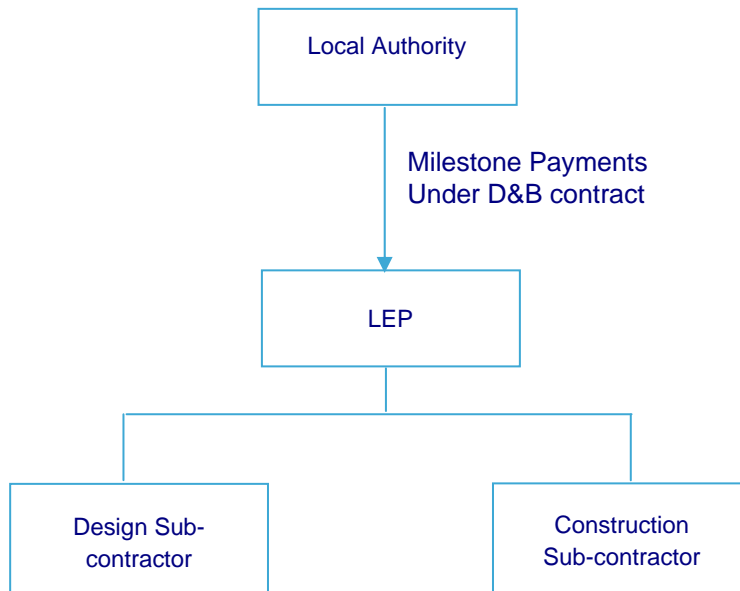 Local Authority
Milestone Payments
Under D&B contract
LEP
Design Sub-
contractor
Construction
Sub-contractor